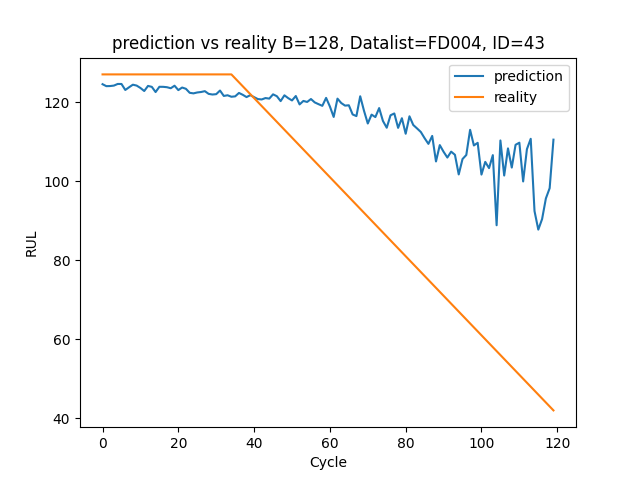 prediction vs reality B=128, Datalist=FD004, ID=43
prediction
reality
120
100
80
60
40
RUL
0 20 40 60 80 100 120
Cycle